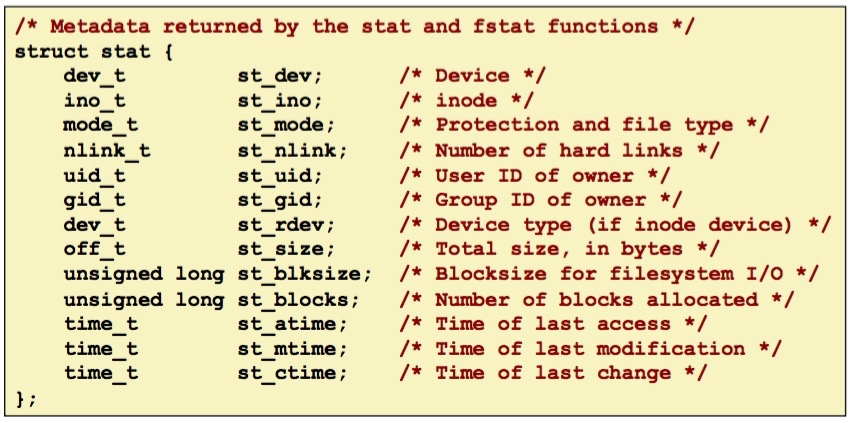 /* Metadata returned by the stat and fstat functions */
struct stat {
    dev_t         st_dev;     /* Device */
    ino_t         st_ino;     /* inode */
    mode_t        st_mode;    /* Protection and file type */
    nlink_t       st_nlink;   /* Number of hard links */
    uid_t         st_uid;     /* User ID of owner */
    gid_t         st_gid;     /* Group ID of owner */
    dev_t         st_rdev;    /* Device type (if inode device) */
    off_t         st_size;    /* Total size, in bytes */
    unsigned long st_blksize; /* Blocksize for filesystem I/O */
    unsigned long st_blocks;  /* Number of blocks allocated */
    time_t        st_atime;   /* Time of last access */
    time_t        st_mtime;   /* Time of last modification */
    time_t        st_ctime;   /* Time of last change */
};